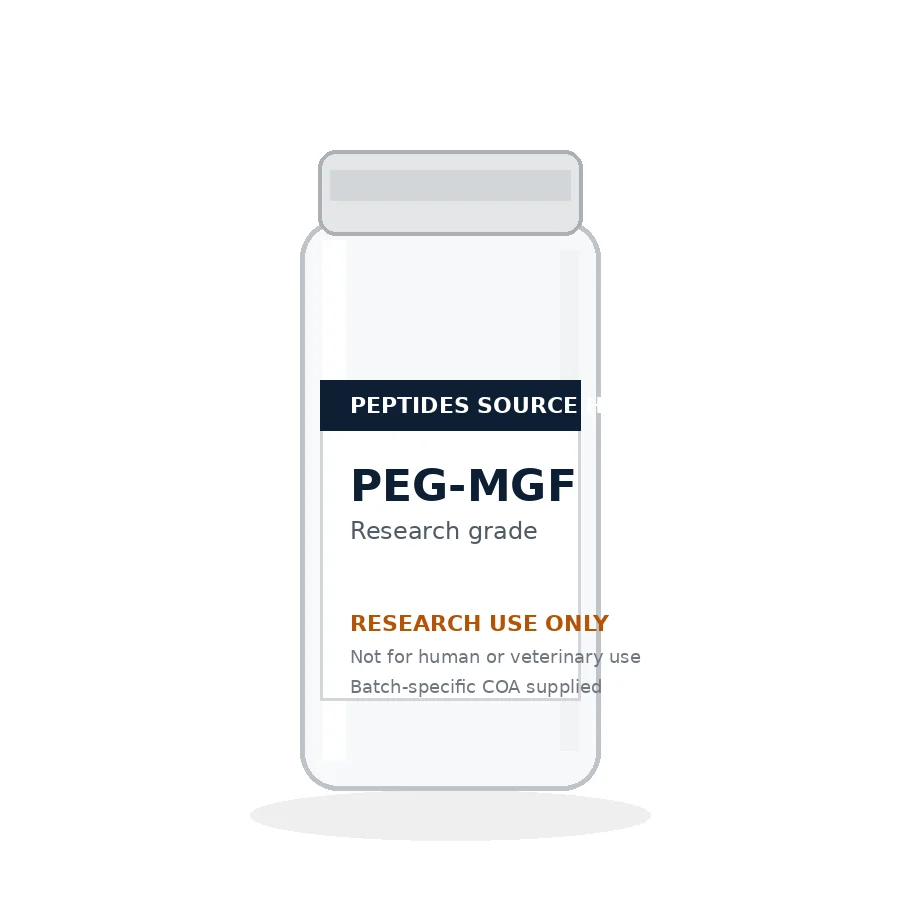 PEPTIDES SOURCE H
PEG-MGF
Research grade
RESEARCH USE ONLY
Not for human or veterinary use
Batch-specific COA supplied